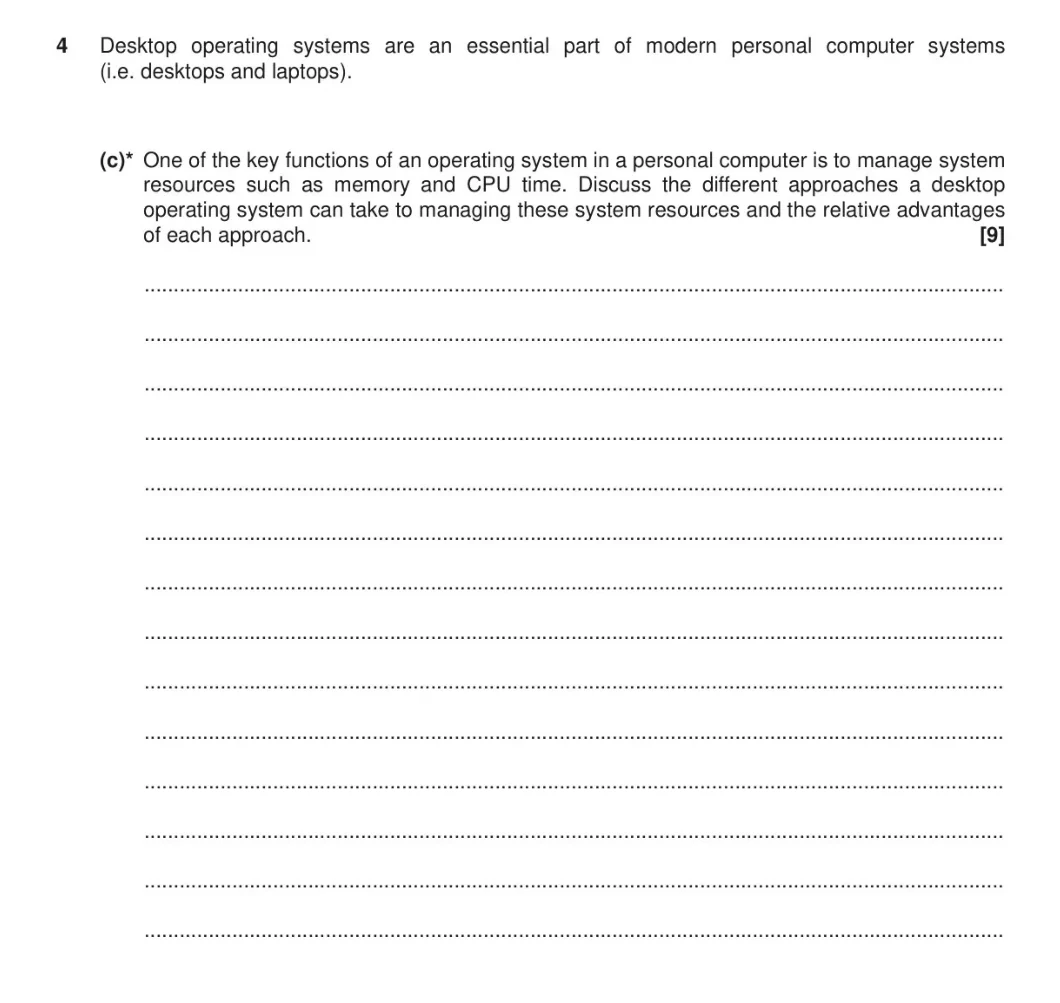 4 Desktop operating systems are an essential part of modern personal computer systems
(i.e. desktops and laptops).
(c)* One of the key functions of an operating system in a personal computer is to manage system
resources such as memory and CPU time. Discuss the different approaches a desktop
operating system can take to managing these system resources and the relative advantages
of each approach. [9]